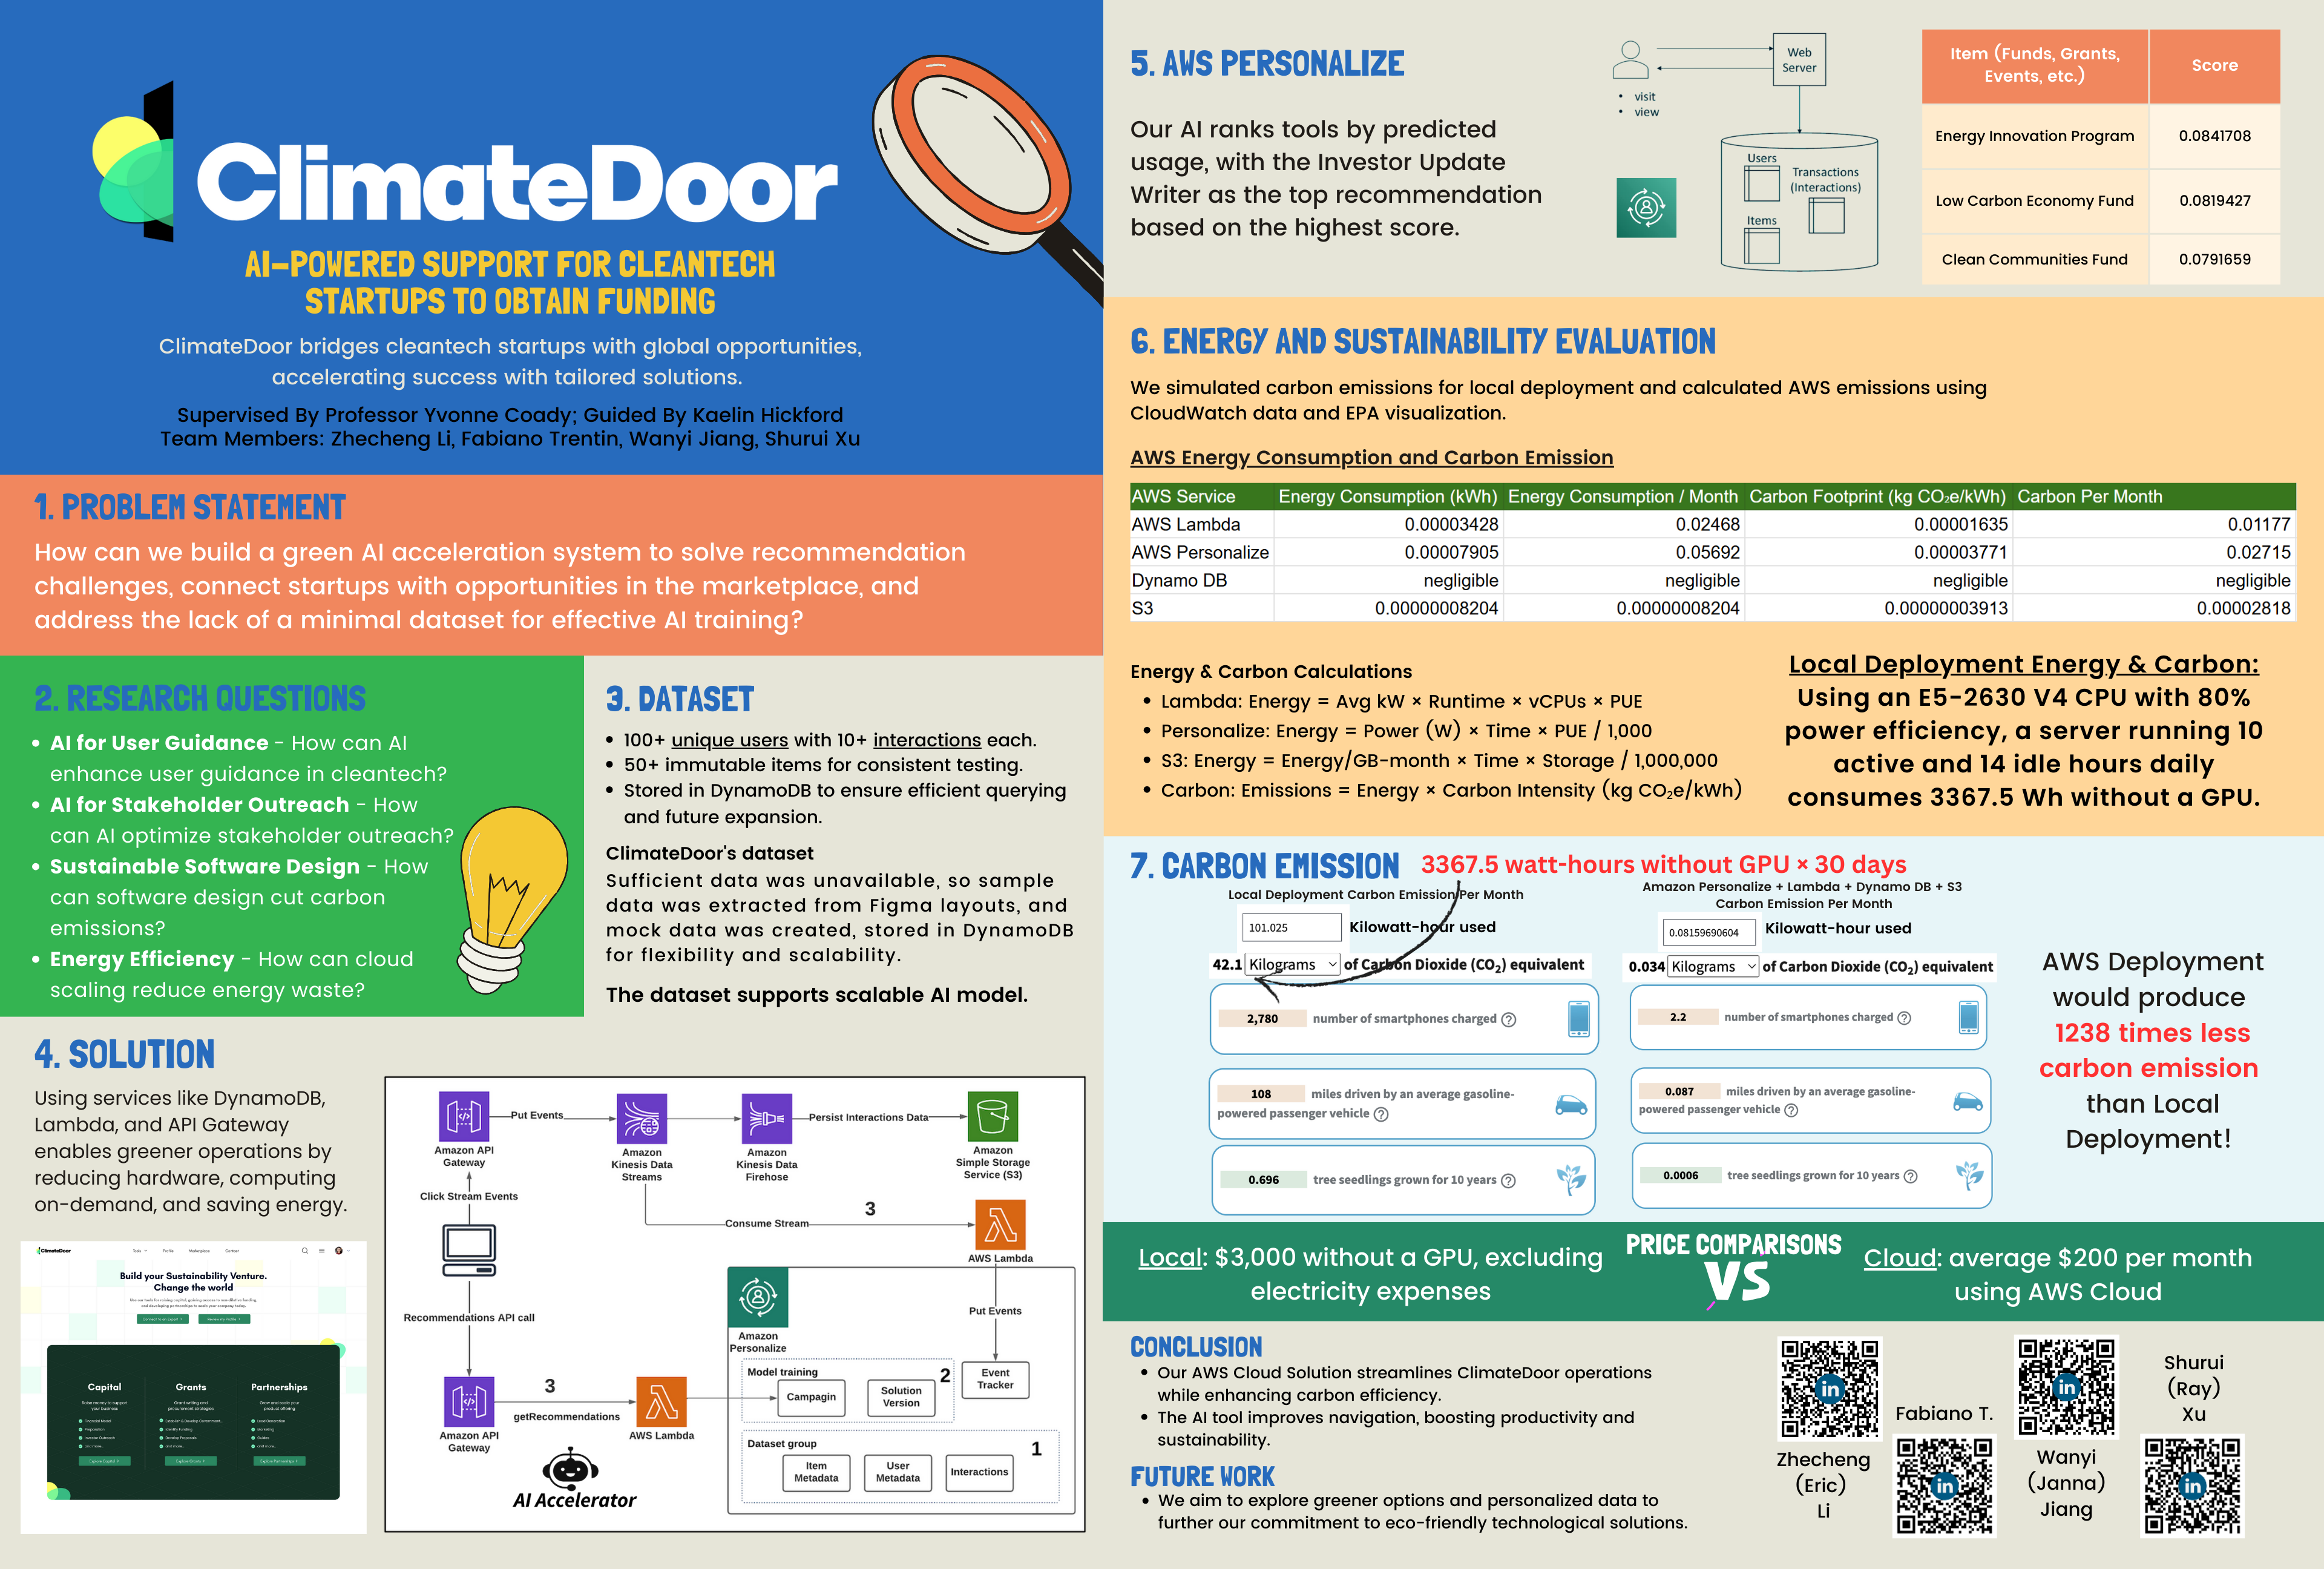 ClimateDoor
AI-POWERED SUPPORT FOR CLEANTECH
STARTUPS TO OBTAIN FUNDING
ClimateDoor bridges cleantech startups with global opportunities,
accelerating success with tailored solutions.
Supervised By Professor Yvonne Coady; Guided By Kaelin Hickford
Team Members: Zhecheng Li, Fabiano Trentin, Wanyi Jiang, Shurui Xu
1. PROBLEM STATEMENT
How can we build a green AI acceleration system to solve recommendation
challenges, connect startups with opportunities in the marketplace, and
address the lack of a minimal dataset for effective AI training?
2. RESEARCH QUESTIONS
• AI for User Guidance - How can AI
enhance user guidance in cleantech?
• AI for Stakeholder Outreach - How
can AI optimize stakeholder outreach?
• Sustainable Software Design - How
can software design cut carbon
emissions?
• Energy Efficiency - How can cloud
scaling reduce energy waste?
3. DATASET
• 100+ unique users with 10+ interactions each.
• 50+ immutable items for consistent testing.
• Stored in DynamoDB to ensure efficient querying
and future expansion.
ClimateDoor's dataset
Sufficient data was unavailable, so sample
data was extracted from Figma layouts, and
mock data was created, stored in DynamoDB
for flexibility and scalability.
The dataset supports scalable AI model.
4. SOLUTION
Using services like DynamoDB,
Lambda, and API Gateway
enables greener operations by
reducing hardware, computing
on-demand, and saving energy.
ClimateDoor
Tools Profile Marketplace Contact
Build your Sustainability Venture.
Change the world
Capital Grants Partnerships
Explore Capital Explore Grants Explore Partnerships
Amazon API
Gateway
Put Events
Amazon
Kinesis Data
Streams
Amazon
Kinesis Data
Firehose
Persist Interactions Data
Amazon
Simple Storage
Service (S3)
Click Stream Events
Consume Stream
3
AWS Lambda
Recommendations API call
Put Events
Amazon
Personalize
Model training
2
Campagin
Solution
Version
Event
Tracker
3
getRecommendations
Amazon API
Gateway
AWS Lambda
Dataset group
1
Item
Metadata
User
Metadata
Interactions
AI Accelerator
5. AWS PERSONALIZE
Our AI ranks tools by predicted
usage, with the Investor Update
Writer as the top recommendation
based on the highest score.
Web
Server
• visit
• view
Users
Transactions
(Interactions)
Items
Item (Funds, Grants,
Events, etc.) Score
Energy Innovation Program 0.0841708
Low Carbon Economy Fund 0.0819427
Clean Communities Fund 0.0791659
6. ENERGY AND SUSTAINABILITY EVALUATION
We simulated carbon emissions for local deployment and calculated AWS emissions using
CloudWatch data and EPA visualization.
AWS Energy Consumption and Carbon Emission
AWS Service Energy Consumption (kWh) Energy Consumption / Month Carbon Footprint (kg CO₂e/kWh) Carbon Per Month
AWS Lambda 0.00003428 0.02468 0.00001635 0.01177
AWS Personalize 0.00007905 0.05692 0.00003771 0.02715
Dynamo DB negligible negligible negligible negligible
S3 0.00000008204 0.00000008204 0.00000003913 0.00002818
Energy & Carbon Calculations
• Lambda: Energy = Avg kW × Runtime × vCPUs × PUE
• Personalize: Energy = Power (W) × Time × PUE / 1,000
• S3: Energy = Energy/GB-month × Time × Storage / 1,000,000
• Carbon: Emissions = Energy × Carbon Intensity (kg CO₂e/kWh)
Local Deployment Energy & Carbon:
Using an E5-2630 V4 CPU with 80%
power efficiency, a server running 10
active and 14 idle hours daily
consumes 3367.5 Wh without a GPU.
7. CARBON EMISSION 3367.5 watt-hours without GPU × 30 days
Local Deployment Carbon Emission Per Month
101.025 Kilowatt-hour used
42.1 Kilograms of Carbon Dioxide (CO₂) equivalent
2,780 number of smartphones charged
108 miles driven by an average gasoline-
powered passenger vehicle
0.696 tree seedlings grown for 10 years
Amazon Personalize + Lambda + Dynamo DB + S3
Carbon Emission Per Month
0.08159690604 Kilowatt-hour used
0.034 Kilograms of Carbon Dioxide (CO₂) equivalent
2.2 number of smartphones charged
0.087 miles driven by an average gasoline-
powered passenger vehicle
0.0006 tree seedlings grown for 10 years
AWS Deployment
would produce
1238 times less
carbon emission
than Local
Deployment!
Local: $3,000 without a GPU, excluding
electricity expenses
PRICE COMPARISONS
VS
Cloud: average $200 per month
using AWS Cloud
CONCLUSION
• Our AWS Cloud Solution streamlines ClimateDoor operations
while enhancing carbon efficiency.
• The AI tool improves navigation, boosting productivity and
sustainability.
FUTURE WORK
• We aim to explore greener options and personalized data to
further our commitment to eco-friendly technological solutions.
in
Zhecheng
(Eric)
Li
Fabiano T.
in
in
Wanyi
(Janna)
Jiang
Shurui
(Ray)
Xu
in